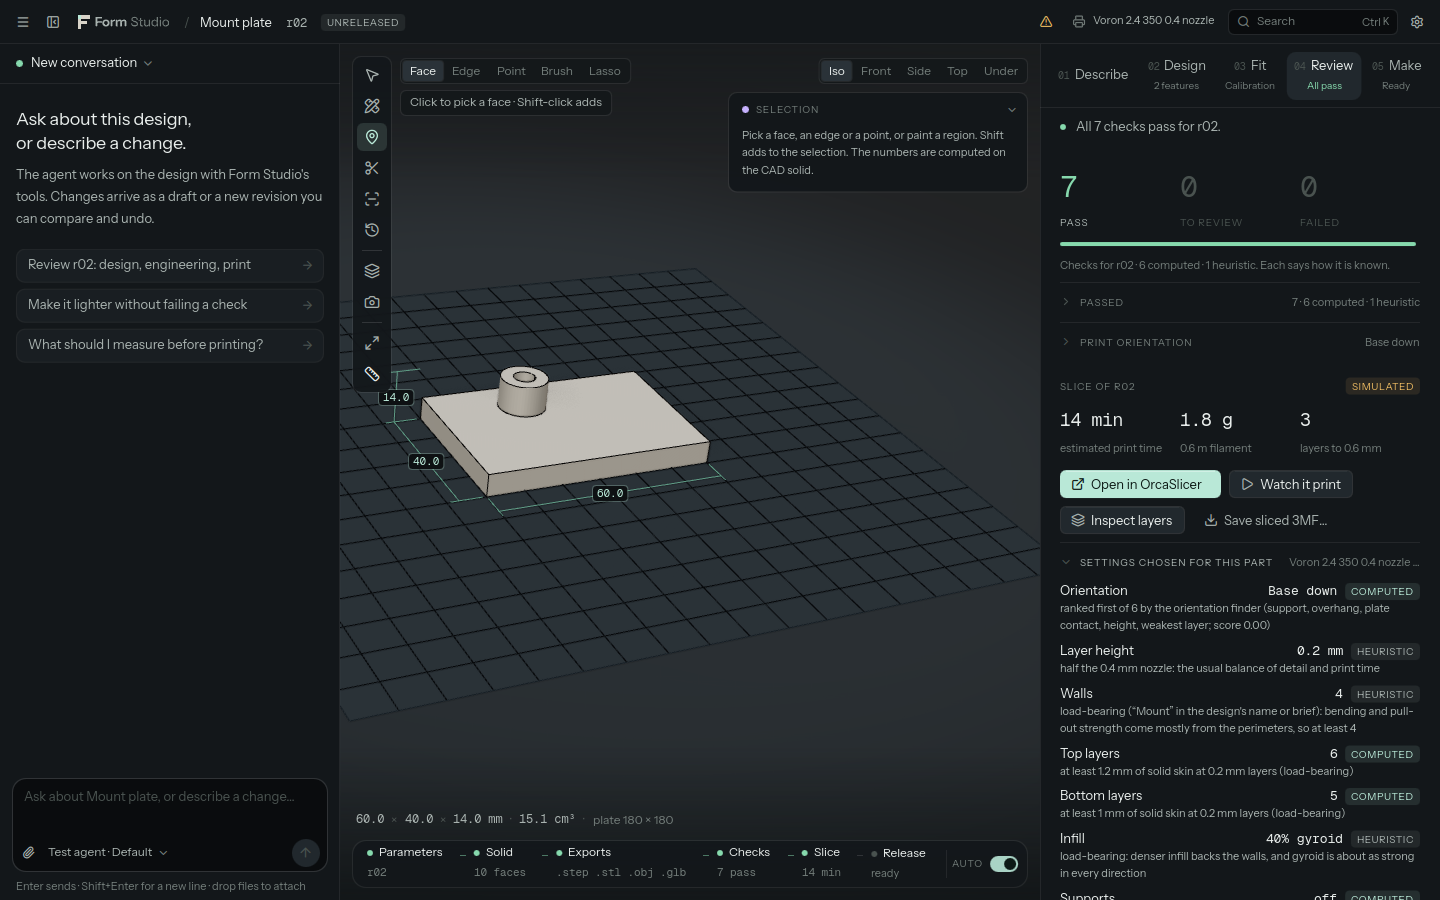 Form Studio / Mount plate r02 UNRELEASED
Voron 2.4 350 0.4 nozzle
Search Ctrl K
New conversation
Ask about this design,
or describe a change.
The agent works on the design with Form Studio's
tools. Changes arrive as a draft or a new revision you
can compare and undo.
Review r02: design, engineering, print
Make it lighter without failing a check
What should I measure before printing?
Ask about Mount plate, or describe a change...
Test agent · Default
Enter sends · Shift+Enter for a new line · drop files to attach
Face Edge Point Brush Lasso
Click to pick a face · Shift-click adds
Iso Front Side Top Under
SELECTION
Pick a face, an edge or a point, or paint a region. Shift
adds to the selection. The numbers are computed on
the CAD solid.
14.0
40.0
60.0
60.0 × 40.0 × 14.0 mm · 15.1 cm³ · plate 180 × 180
Parameters
r02
Solid
10 faces
Exports
.step .stl .obj .glb
Checks
7 pass
Slice
14 min
Release
ready
AUTO
01 Describe
02 Design
2 features
03 Fit
Calibration
04 Review
All pass
05 Make
Ready
All 7 checks pass for r02.
7 0 0
PASS TO REVIEW FAILED
Checks for r02 · 6 computed · 1 heuristic. Each says how it is known.
PASSED 7 · 6 computed · 1 heuristic
PRINT ORIENTATION Base down
SLICE OF R02 SIMULATED
14 min 1.8 g 3
estimated print time 0.6 m filament layers to 0.6 mm
Open in OrcaSlicer Watch it print
Inspect layers Save sliced 3MF...
SETTINGS CHOSEN FOR THIS PART Voron 2.4 350 0.4 nozzle ...
Orientation Base down COMPUTED
ranked first of 6 by the orientation finder (support, overhang, plate
contact, height, weakest layer; score 0.00)
Layer height 0.2 mm HEURISTIC
half the 0.4 mm nozzle: the usual balance of detail and print time
Walls 4 HEURISTIC
load-bearing ("Mount" in the design's name or brief): bending and pull-
out strength come mostly from the perimeters, so at least 4
Top layers 6 COMPUTED
at least 1.2 mm of solid skin at 0.2 mm layers (load-bearing)
Bottom layers 5 COMPUTED
at least 1 mm of solid skin at 0.2 mm layers (load-bearing)
Infill 40% gyroid HEURISTIC
load-bearing: denser infill backs the walls, and gyroid is about as strong
in every direction
Supports off COMPUTED